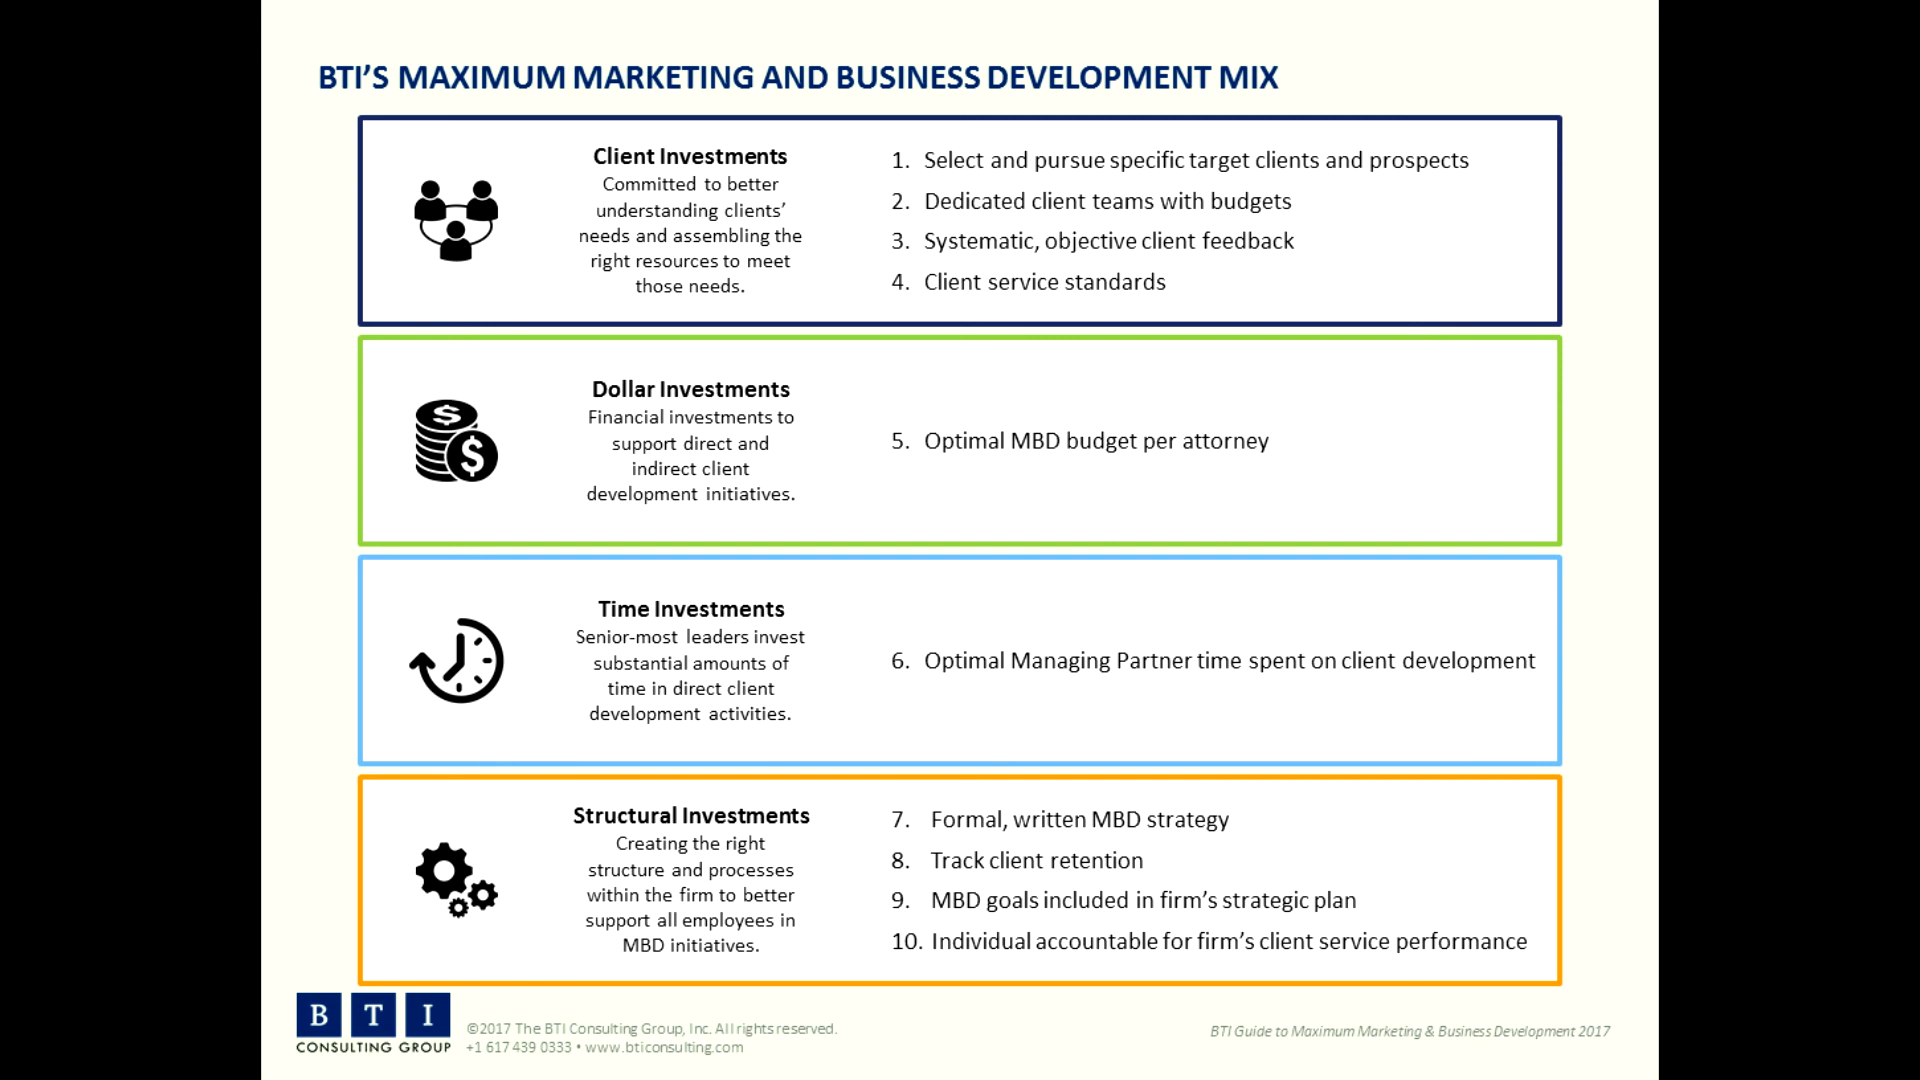 BTI’S MAXIMUM MARKETING AND BUSINESS DEVELOPMENT MIX
Client Investments
Committed to better
understanding clients’
needs and assembling the
right resources to meet
those needs.
1. Select and pursue specific target clients and prospects
2. Dedicated client teams with budgets
3. Systematic, objective client feedback
4. Client service standards
Dollar Investments
Financial investments to
support direct and
indirect client
development initiatives.
5. Optimal MBD budget per attorney
Time Investments
Senior-most leaders invest
substantial amounts of
time in direct client
development activities.
6. Optimal Managing Partner time spent on client development
Structural Investments
Creating the right
structure and processes
within the firm to better
support all employees in
MBD initiatives.
7. Formal, written MBD strategy
8. Track client retention
9. MBD goals included in firm’s strategic plan
10. Individual accountable for firm’s client service performance
B T I
CONSULTING GROUP
©2017 The BTI Consulting Group, Inc. All rights reserved.
+1 617 439 0333 • www.bticonsulting.com
BTI Guide to Maximum Marketing & Business Development 2017